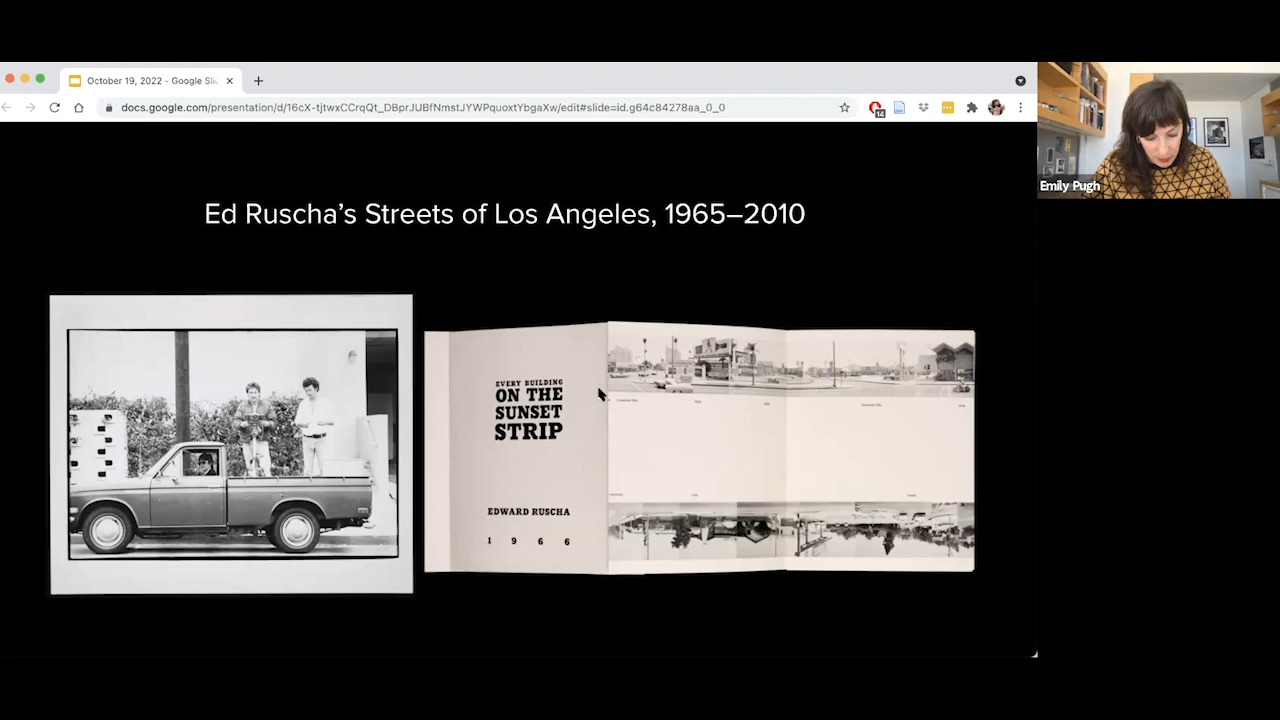 October 19, 2022 - Google Sli
docs.google.com/presentation/d/16cX-tjtwxCCrqQt_DBprJUBfNmstJYWPquoxtYbgaXw/edit#slide=id.g64c84278aa_0_0
14
Emily Pugh
Ed Ruscha's Streets of Los Angeles, 1965–2010
EVERY BUILDING
ON THE
SUNSET
STRIP
EDWARD RUSCHA
1 9 6 6